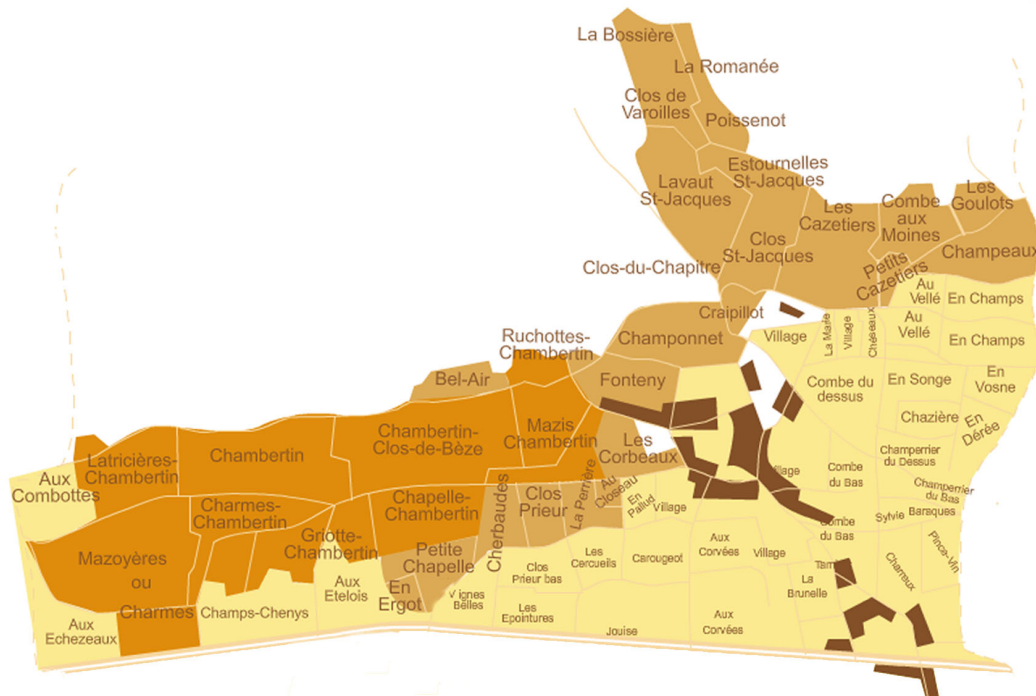 La Bossière
La Romanée
Clos de
Varoilles
Poissenot
Estournelles
St-Jacques
Lavaut
St-Jacques
Les
Cazetiers
Combe
aux
Moines
Les
Goulots
Clos
St-Jacques
Champeaux
Petits
Cazetiers
Clos-du-Chapitre
Au
Vellé
En Champs
Craipillot
Village
La Marie
Village
Chéseaux
Au
Vellé
En Champs
Ruchottes-
Chambertin
Champonnet
Bel-Air
Fonteny
Combe du
dessus
En Songe
En
Vosne
Chazière
En
Dérée
Chambertin-
Clos-de-Bèze
Mazis
Chambertin
Les
Corbeaux
Chambertin
Latricières-
Chambertin
Aux
Combottes
Champerrier
du Dessus
Combe
du Bas
Champerrier
du Bas
Baraques
Sylvie
Combe
du Bas
Pince-Vin
Charmes-
Chambertin
Chapelle-
Chambertin
Cherbaudes
Clos
Prieur
La Perrière
Au
Closeau
En
Pallud
Village
Griotte-
Chambertin
Petite
Chapelle
Mazoyères
ou
Charmes
En
Ergot
Aux
Etelois
Champs-Chenys
Aux
Echezeaux
Clos
Prieur bas
Les
Cercueils
Carougeot
Aux
Corvées
Village
La
Brunelle
Charreux
Vignes
Belles
Les
Epointures
Jouise
Aux
Corvées